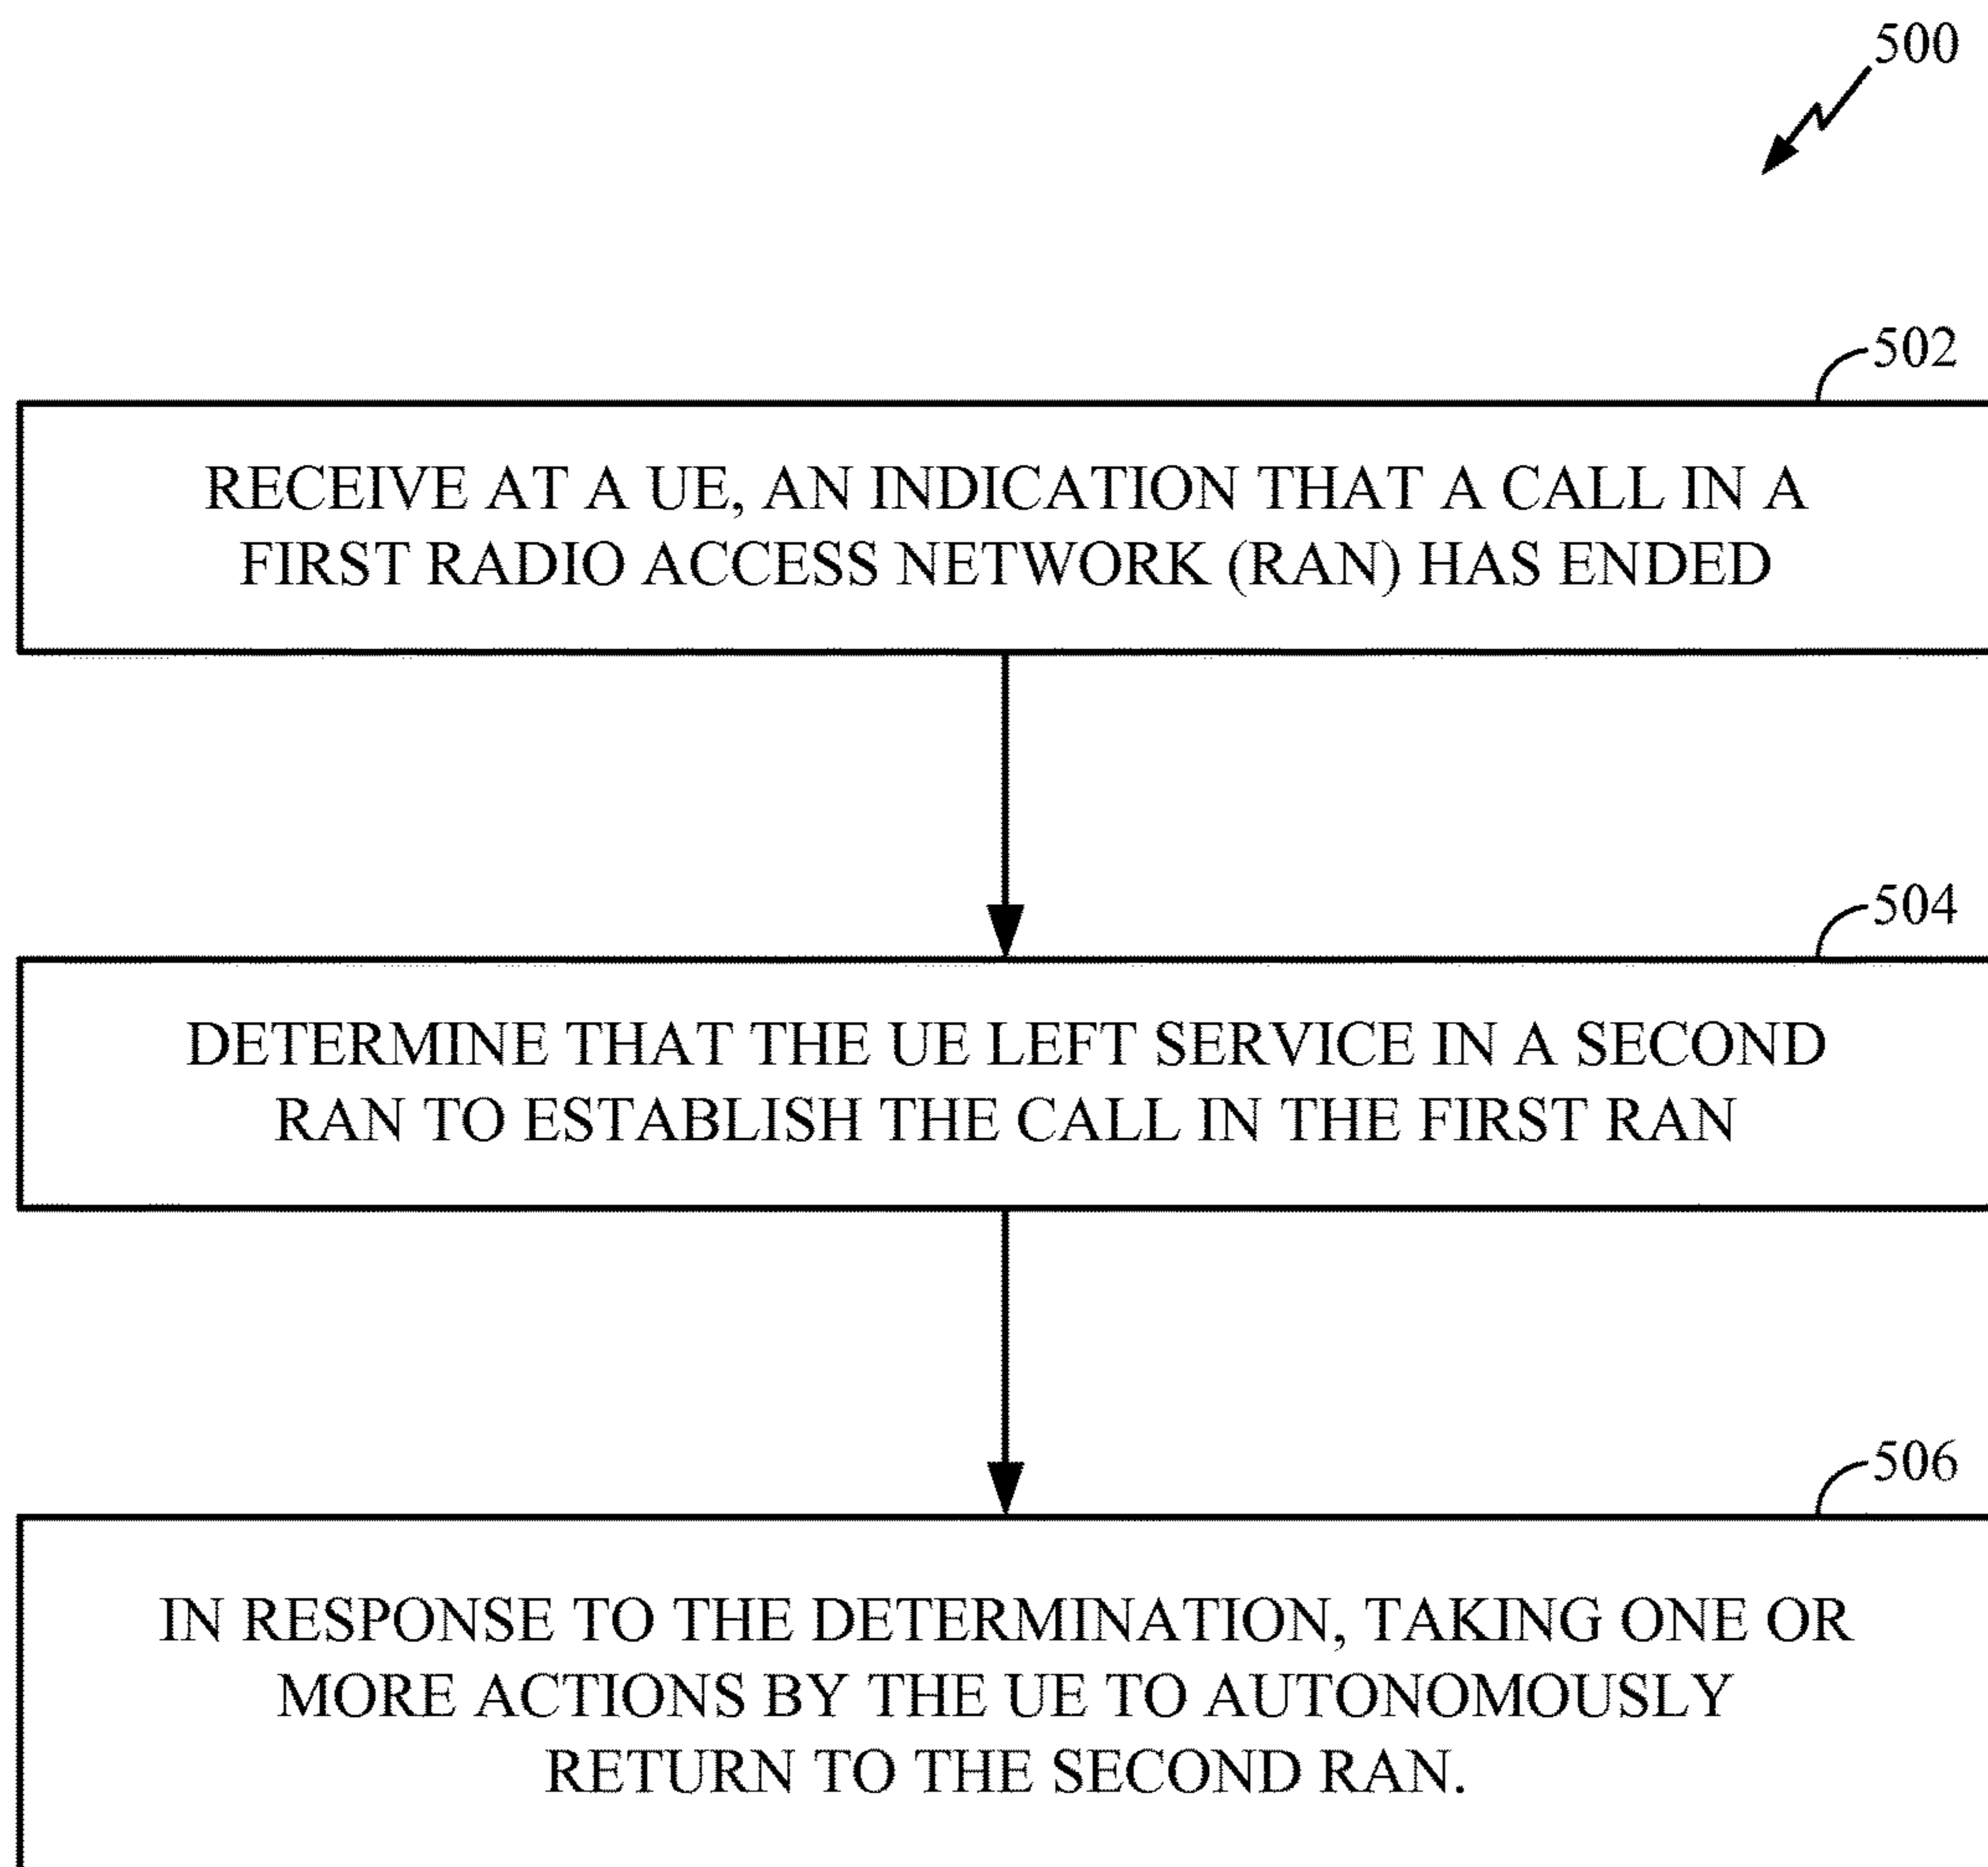 500
502
RECEIVE AT A UE, AN INDICATION THAT A CALL IN A
FIRST RADIO ACCESS NETWORK (RAN) HAS ENDED
504
DETERMINE THAT THE UE LEFT SERVICE IN A SECOND
RAN TO ESTABLISH THE CALL IN THE FIRST RAN
506
IN RESPONSE TO THE DETERMINATION, TAKING ONE OR
MORE ACTIONS BY THE UE TO AUTONOMOUSLY
RETURN TO THE SECOND RAN.